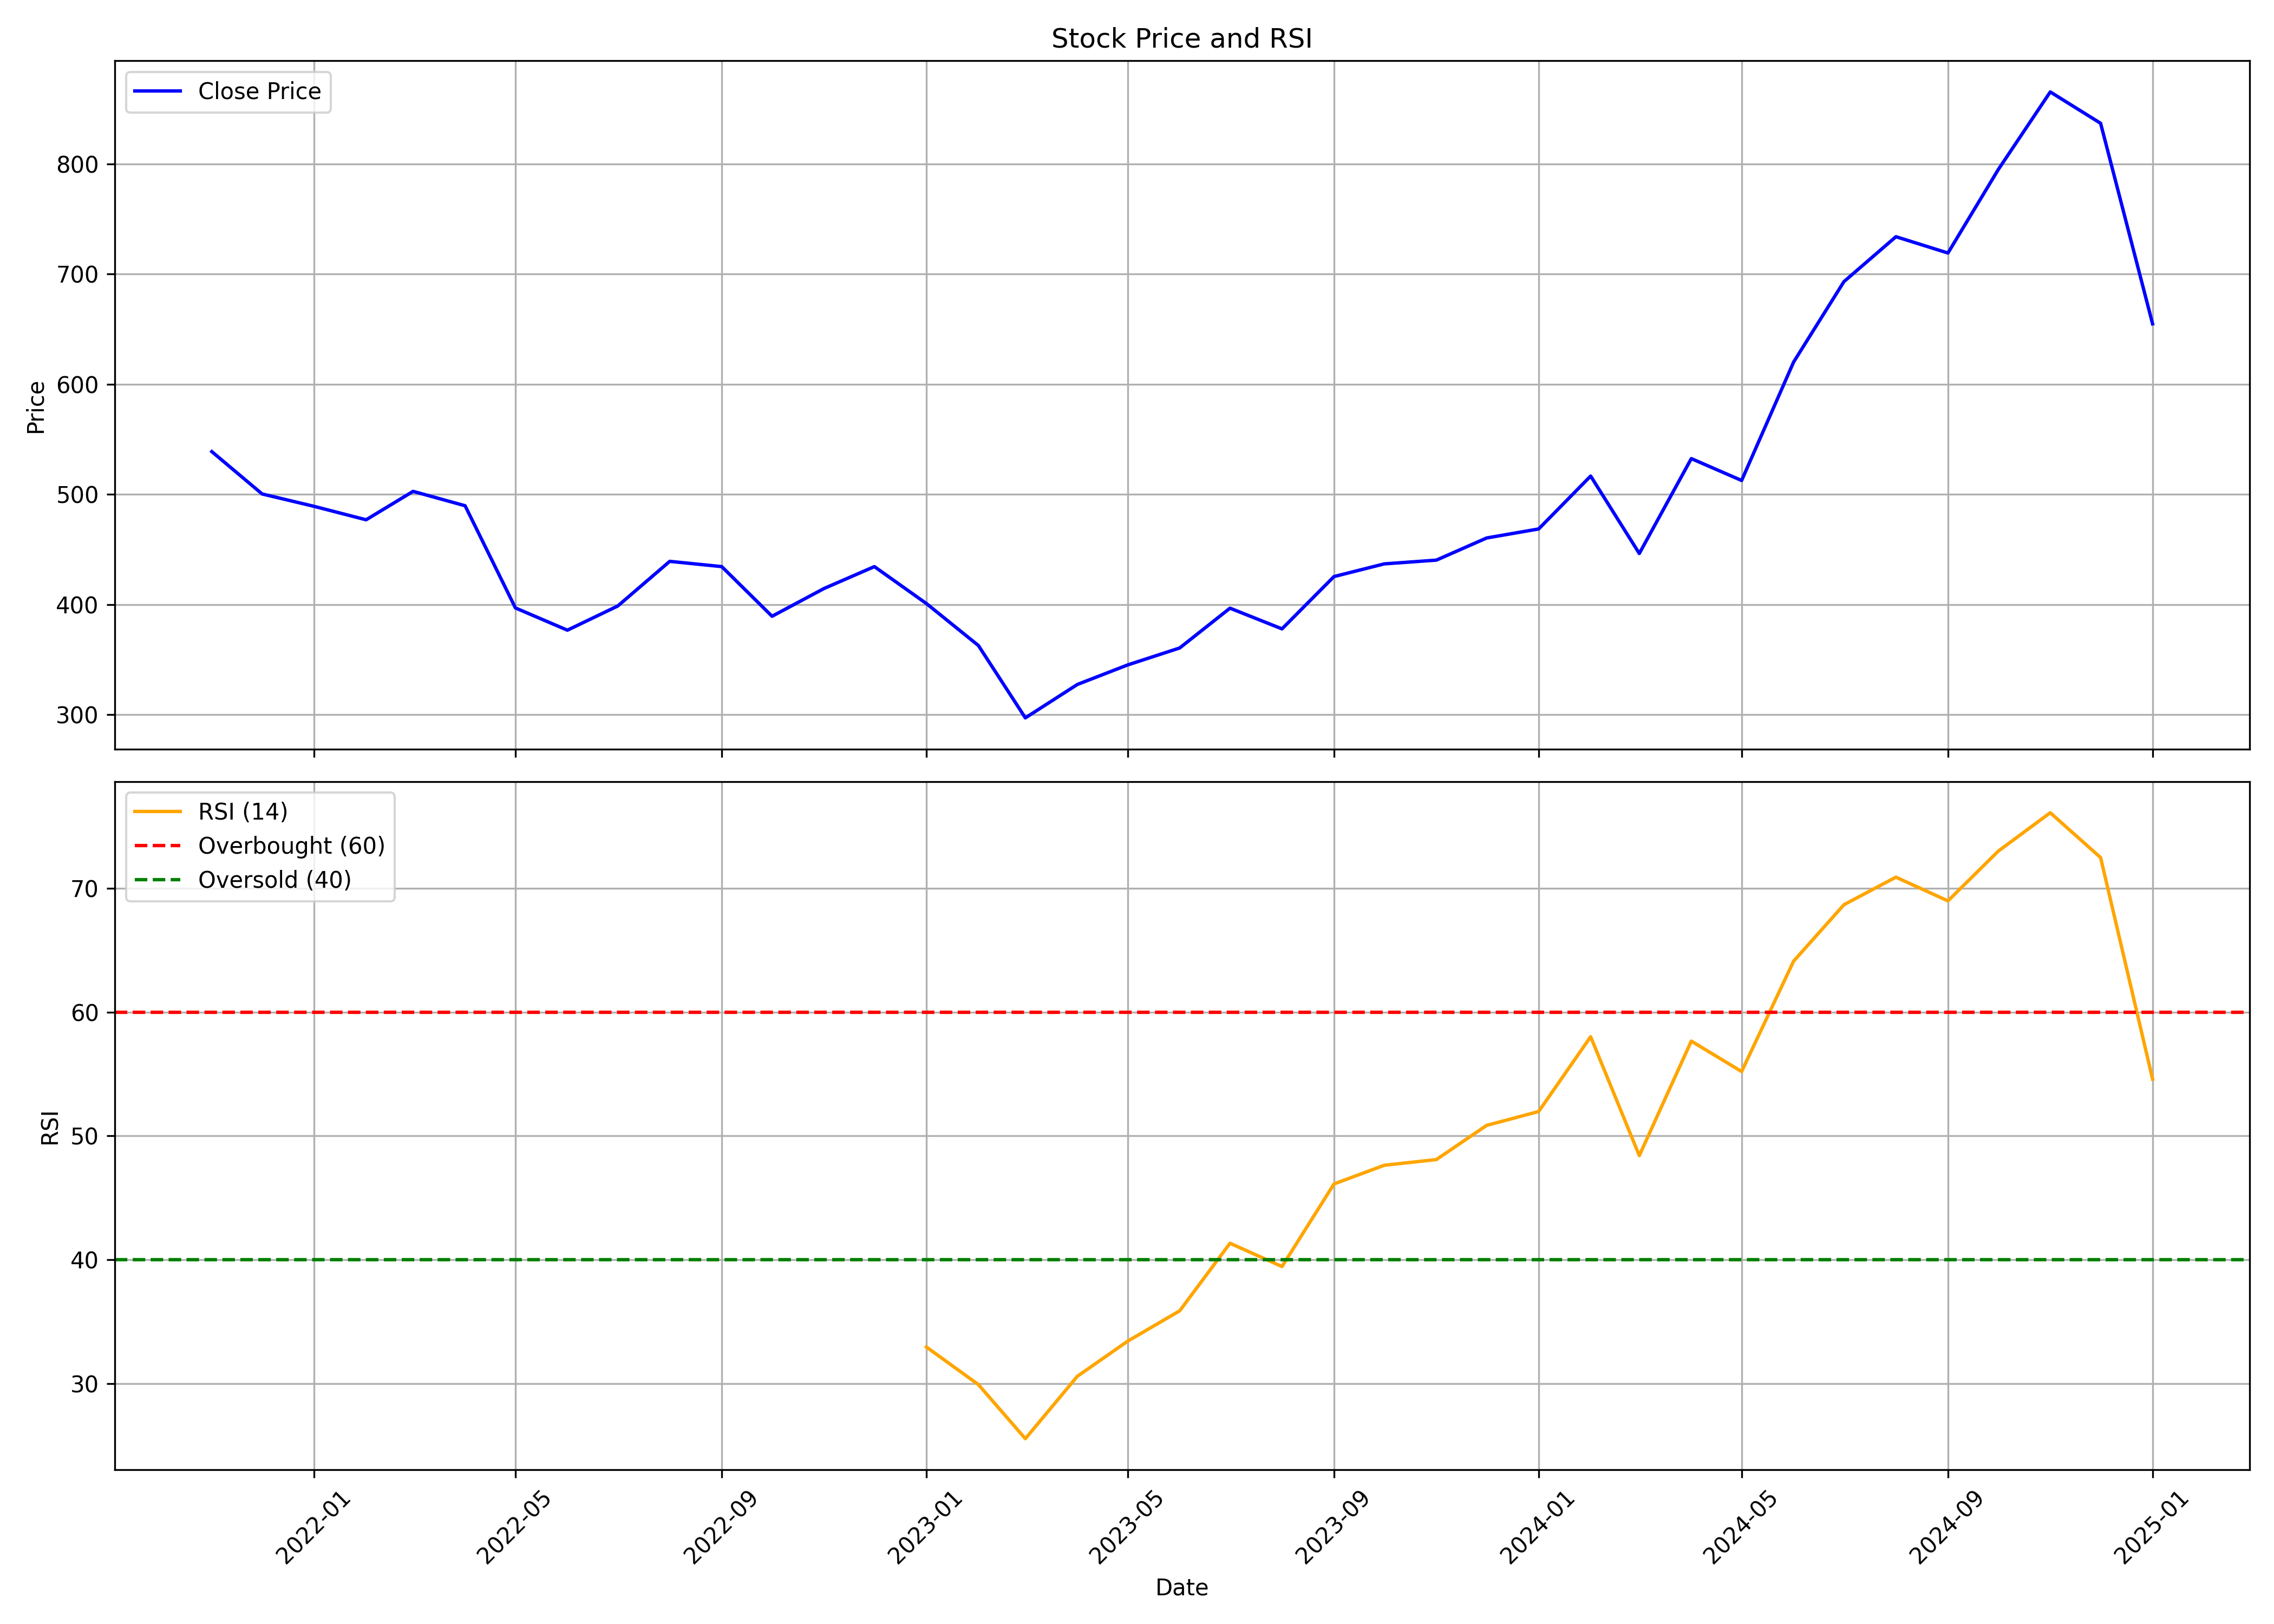 Stock Price and RSI
Close Price
Price
800
700
600
500
400
300
RSI (14)
Overbought (60)
Oversold (40)
RSI
70
60
50
40
30
2022-01
2022-05
2022-09
2023-01
2023-05
2023-09
2024-01
2024-05
2024-09
2025-01
Date